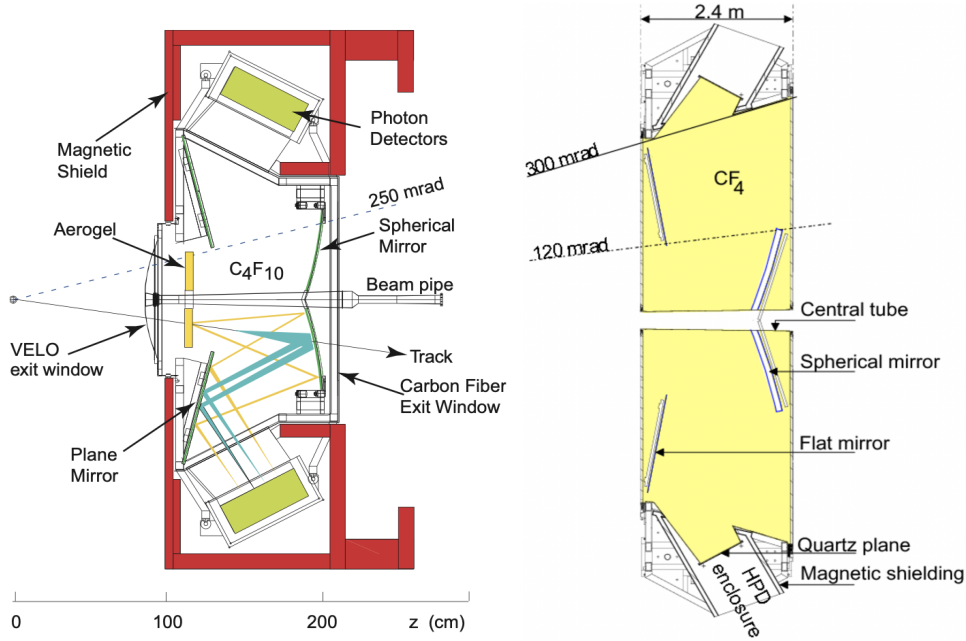 Magnetic
Shield
Photon
Detectors
250 mrad
Aerogel
C4F10
Spherical
Mirror
Beam pipe
VELO
exit window
Track
Carbon Fiber
Exit Window
Plane
Mirror
0
100
200
z (cm)
2.4 m
300 mrad
CF4
120 mrad
Central tube
Spherical mirror
Flat mirror
Quartz plane
Magnetic shielding
HPD
enclosure